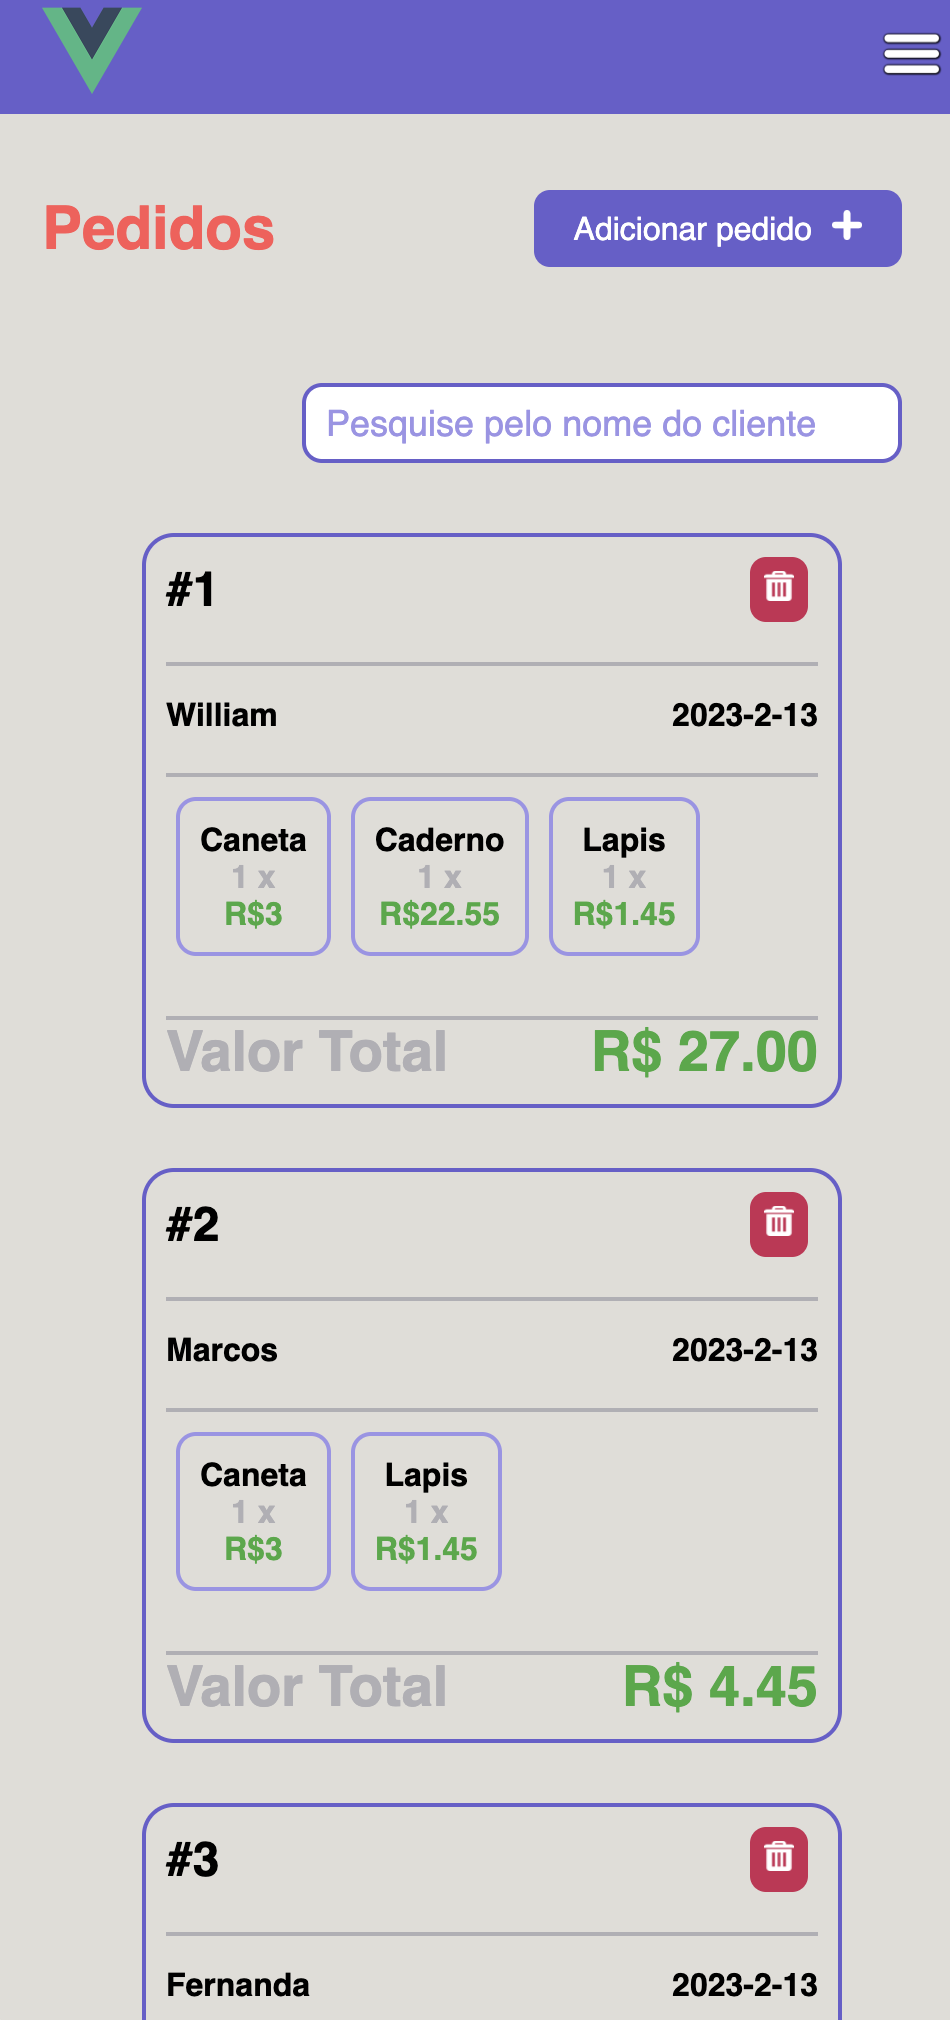 Pedidos
Adicionar pedido
Pesquise pelo nome do cliente
#1
William 2023-2-13
Caneta Caderno Lapis
1 x 1 x 1 x
R$3 R$22.55 R$1.45
Valor Total R$ 27.00
#2
Marcos 2023-2-13
Caneta Lapis
1 x 1 x
R$3 R$1.45
Valor Total R$ 4.45
#3
Fernanda 2023-2-13